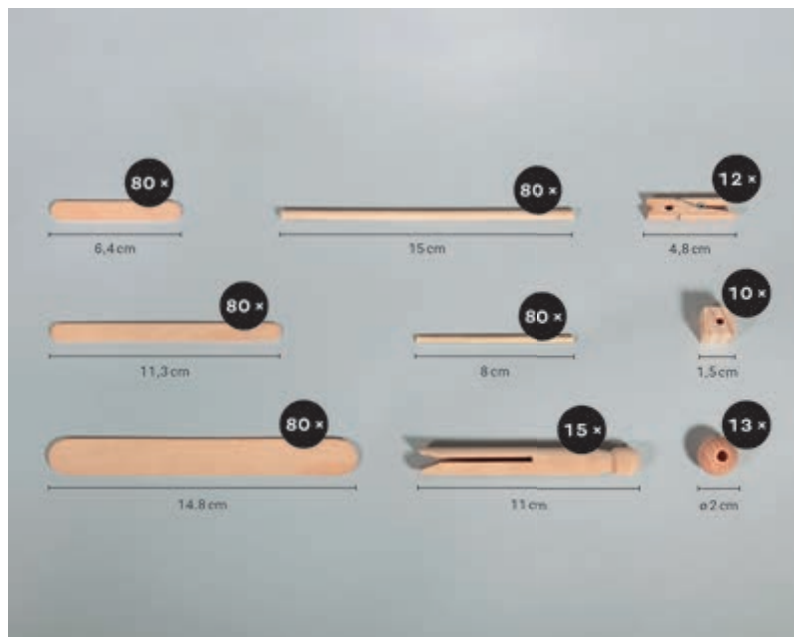 80 ×
80 ×
12 ×
6,4 cm
15 cm
4,8 cm
80 ×
80 ×
10 ×
11,3 cm
8 cm
1,5 cm
80 ×
15 ×
13 ×
14.8 cm
11 cm
ø 2 cm